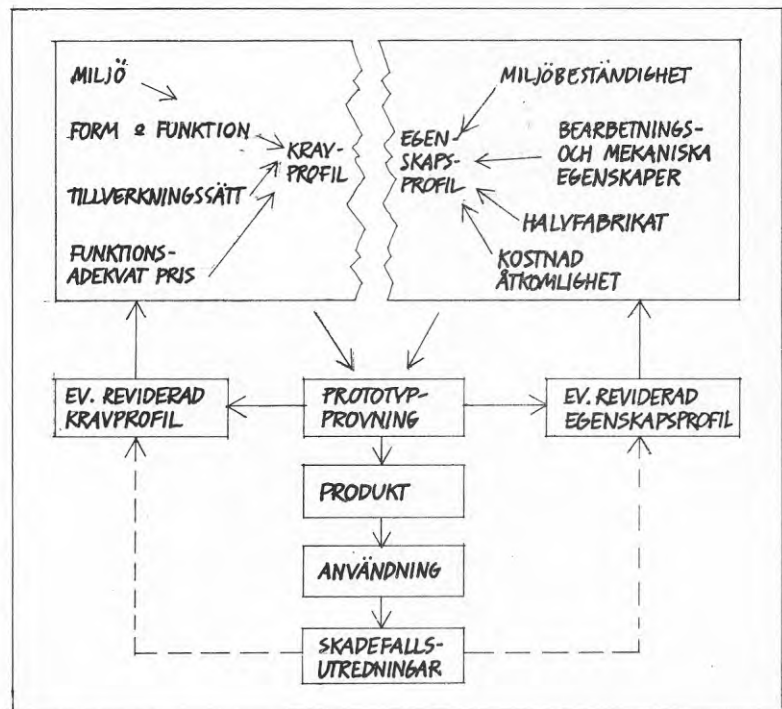 MILJÖ
FORM & FUNKTION
TILLVERKNINGSSÄTT
FUNKTIONS-
ADEKVAT PRIS
KRAV-
PROFIL
EGEN-
SKAPS-
PROFIL
MILJÖBESTÄNDIGHET
BEARBETNINGS-
OCH MEKANISKA
EGENSKAPER
HALVFABRIKAT
KOSTNAD
ÅTKOMLIGHET
EV. REVIDERAD
KRAVPROFIL
PROTOTYP-
PROVNING
EV. REVIDERAD
EGENSKAPSPROFIL
PRODUKT
ANVÄNDNING
SKADEFALLS-
UTREDNINGAR